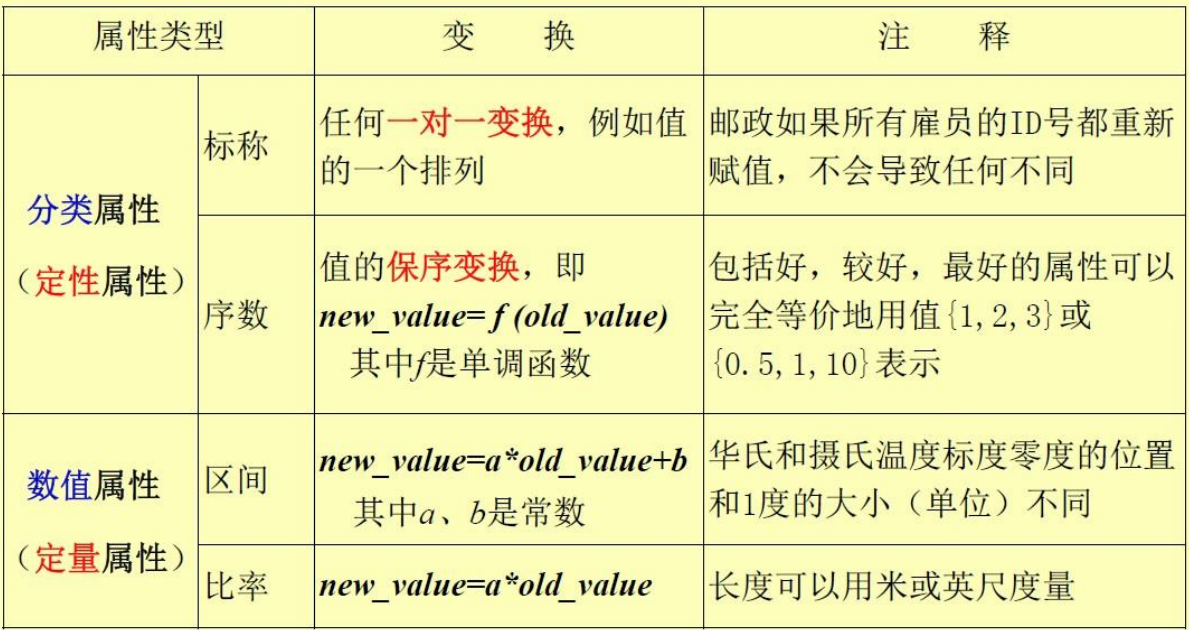 属性类型 变 换 注 释
分类属性
（定性属性）
标称
任何一对一变换，例如值
的一个排列
邮政如果所有雇员的ID号都重新
赋值，不会导致任何不同
序数
值的保序变换，即
new_value= f (old_value)
其中f是单调函数
包括好，较好，最好的属性可以
完全等价地用值{1,2,3}或
{0.5,1,10}表示
数值属性
（定量属性）
区间
new_value=a*old_value+b
其中a、b是常数
华氏和摄氏温度标度零度的位置
和1度的大小（单位）不同
比率
new_value=a*old_value
长度可以用米或英尺度量